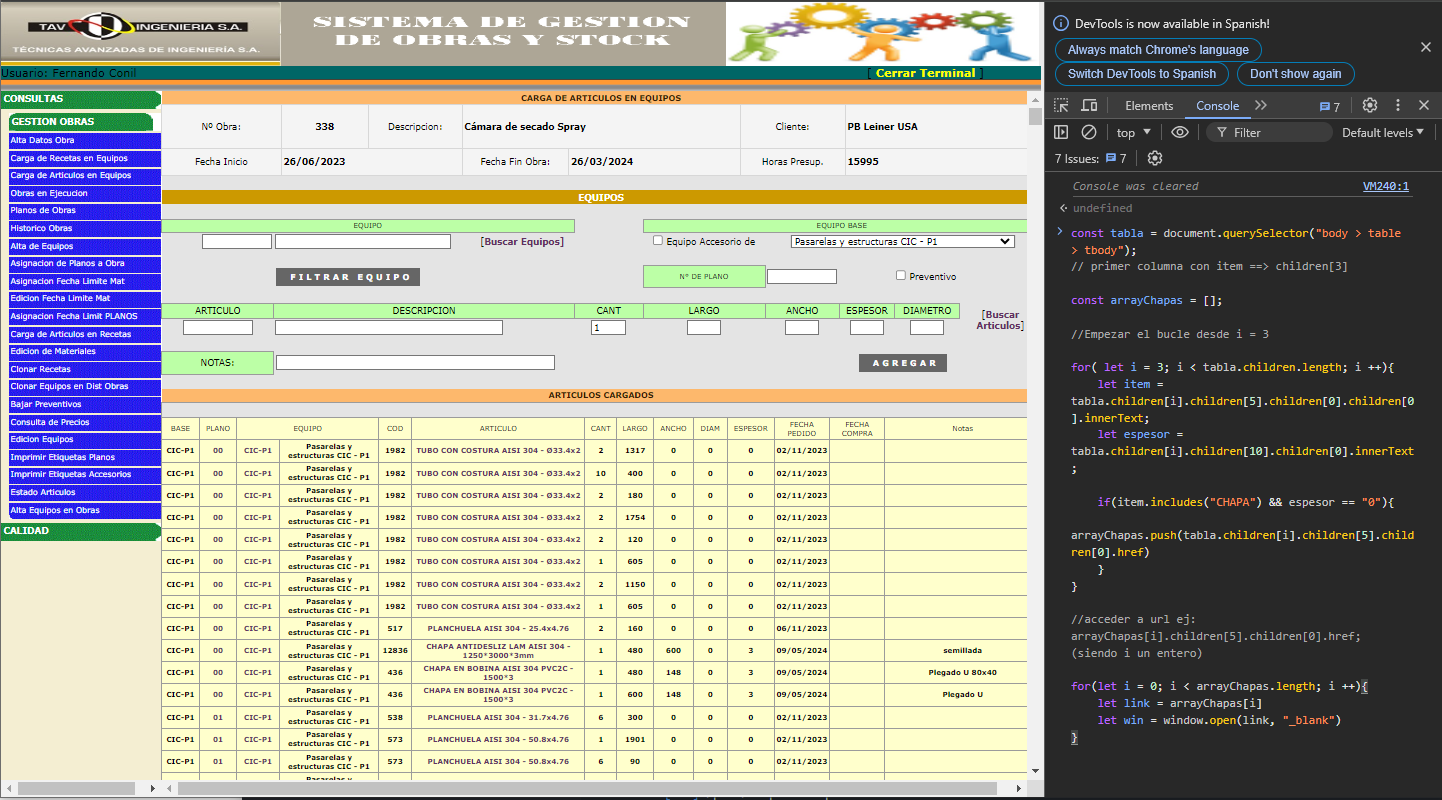 TAV INGENIERIA S.A.
TÉCNICAS AVANZADAS DE INGENIERÍA S.A.
SISTEMA DE GESTION
DE OBRAS Y STOCK
Usuario: Fernando Conil
[ Cerrar Terminal ]
CONSULTAS
GESTION OBRAS
Alta Datos Obra
Carga de Recetas en Equipos
Carga de Articulos en Equipos
Obras en Ejecucion
Planos de Obras
Historico Obras
Alta de Equipos
Asignacion de Planos a Obra
Asignacion Fecha Limite Mat
Edicion Fecha Limite Mat
Asignacion Fecha Limit PLANOS
Carga de Articulos en Recetas
Edicion de Materiales
Clonar Recetas
Clonar Equipos en Dist Obras
Bajar Preventivos
Consulta de Precios
Edicion Equipos
Imprimir Etiquetas Planos
Imprimir Etiquetas Accesorios
Estado Articulos
Alta Equipos en Obras
CALIDAD
CARGA DE ARTICULOS EN EQUIPOS
Nº Obra: 338 Descripcion: Cámara de secado Spray Cliente: PB Leiner USA
Fecha Inicio 26/06/2023 Fecha Fin Obra: 26/03/2024 Horas Presup. 15995
EQUIPOS
EQUIPO EQUIPO BASE
[Buscar Equipos] Equipo Accesorio de Pasarelas y estructuras CIC - P1
FILTRAR EQUIPO N° DE PLANO Preventivo
ARTICULO DESCRIPCION CANT LARGO ANCHO ESPESOR DIAMETRO [Buscar
1 Articulos]
NOTAS: AGREGAR
ARTICULOS CARGADOS
BASE PLANO EQUIPO COD ARTICULO CANT LARGO ANCHO DIAM ESPESOR FECHA PEDIDO FECHA COMPRA Notas
CIC-P1 00 CIC-P1 Pasarelas y estructuras CIC - P1 1982 TUBO CON COSTURA AISI 304 - Ø33.4x2 2 1317 0 0 0 02/11/2023
CIC-P1 00 CIC-P1 Pasarelas y estructuras CIC - P1 1982 TUBO CON COSTURA AISI 304 - Ø33.4x2 10 400 0 0 0 02/11/2023
CIC-P1 00 CIC-P1 Pasarelas y estructuras CIC - P1 1982 TUBO CON COSTURA AISI 304 - Ø33.4x2 2 180 0 0 0 02/11/2023
CIC-P1 00 CIC-P1 Pasarelas y estructuras CIC - P1 1982 TUBO CON COSTURA AISI 304 - Ø33.4x2 2 1754 0 0 0 02/11/2023
CIC-P1 00 CIC-P1 Pasarelas y estructuras CIC - P1 1982 TUBO CON COSTURA AISI 304 - Ø33.4x2 2 120 0 0 0 02/11/2023
CIC-P1 00 CIC-P1 Pasarelas y estructuras CIC - P1 1982 TUBO CON COSTURA AISI 304 - Ø33.4x2 1 605 0 0 0 02/11/2023
CIC-P1 00 CIC-P1 Pasarelas y estructuras CIC - P1 1982 TUBO CON COSTURA AISI 304 - Ø33.4x2 2 1150 0 0 0 02/11/2023
CIC-P1 00 CIC-P1 Pasarelas y estructuras CIC - P1 1982 TUBO CON COSTURA AISI 304 - Ø33.4x2 1 605 0 0 0 02/11/2023
CIC-P1 00 CIC-P1 Pasarelas y estructuras CIC - P1 517 PLANCHUELA AISI 304 - 25.4x4.76 2 160 0 0 0 06/11/2023
CIC-P1 00 CIC-P1 Pasarelas y estructuras CIC - P1 12836 CHAPA ANTIDESLIZ LAM AISI 304 - 1250*3000*3mm 1 480 600 0 3 09/05/2024 semillada
CIC-P1 00 CIC-P1 Pasarelas y estructuras CIC - P1 436 CHAPA EN BOBINA AISI 304 PVC2C - 1500*3 1 480 148 0 3 09/05/2024 Plegado U 80x40
CIC-P1 00 CIC-P1 Pasarelas y estructuras CIC - P1 436 CHAPA EN BOBINA AISI 304 PVC2C - 1500*3 1 600 148 0 3 09/05/2024 Plegado U
CIC-P1 01 CIC-P1 Pasarelas y estructuras CIC - P1 538 PLANCHUELA AISI 304 - 31.7x4.76 6 300 0 0 0 02/11/2023
CIC-P1 01 CIC-P1 Pasarelas y estructuras CIC - P1 573 PLANCHUELA AISI 304 - 50.8x4.76 1 1901 0 0 0 02/11/2023
CIC-P1 01 CIC-P1 Pasarelas y estructuras CIC - P1 573 PLANCHUELA AISI 304 - 50.8x4.76 6 90 0 0 0 02/11/2023
DevTools is now available in Spanish!
Always match Chrome's language
Switch DevTools to Spanish Don't show again
Elements Console 7
top Filter Default levels
7 Issues: 7
Console was cleared VM240:1
undefined
const tabla = document.querySelector("body > table
> tbody");
// primer columna con item ==> children[3]
const arrayChapas = [];
//Empezar el bucle desde i = 3
for( let i = 3; i < tabla.children.length; i ++){
let item =
tabla.children[i].children[5].children[0].children[0
].innerText;
let espesor =
tabla.children[i].children[10].children[0].innerText
;
if(item.includes("CHAPA") && espesor == "0"){
arrayChapas.push(tabla.children[i].children[5].child
ren[0].href)
}
}
//acceder a url ej:
arrayChapas[i].children[5].children[0].href;
(siendo i un entero)
for(let i = 0; i < arrayChapas.length; i ++){
let link = arrayChapas[i]
let win = window.open(link, "_blank")
}